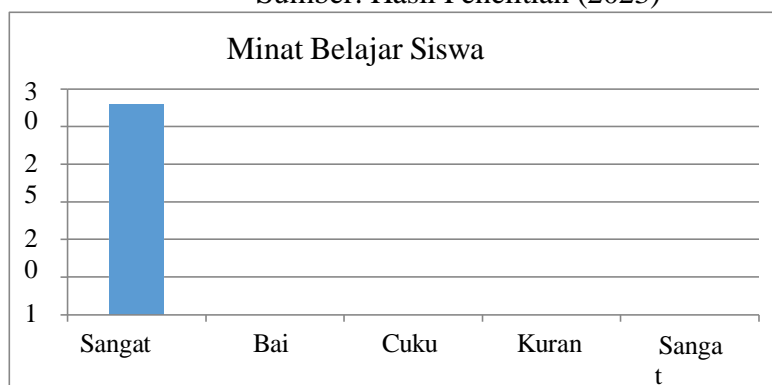 Sumber: Hasil Penelitian (2023)
Minat Belajar Siswa
3
0
2
5
2
0
1
Sangat Bai Cuku Kuran Sanga
t